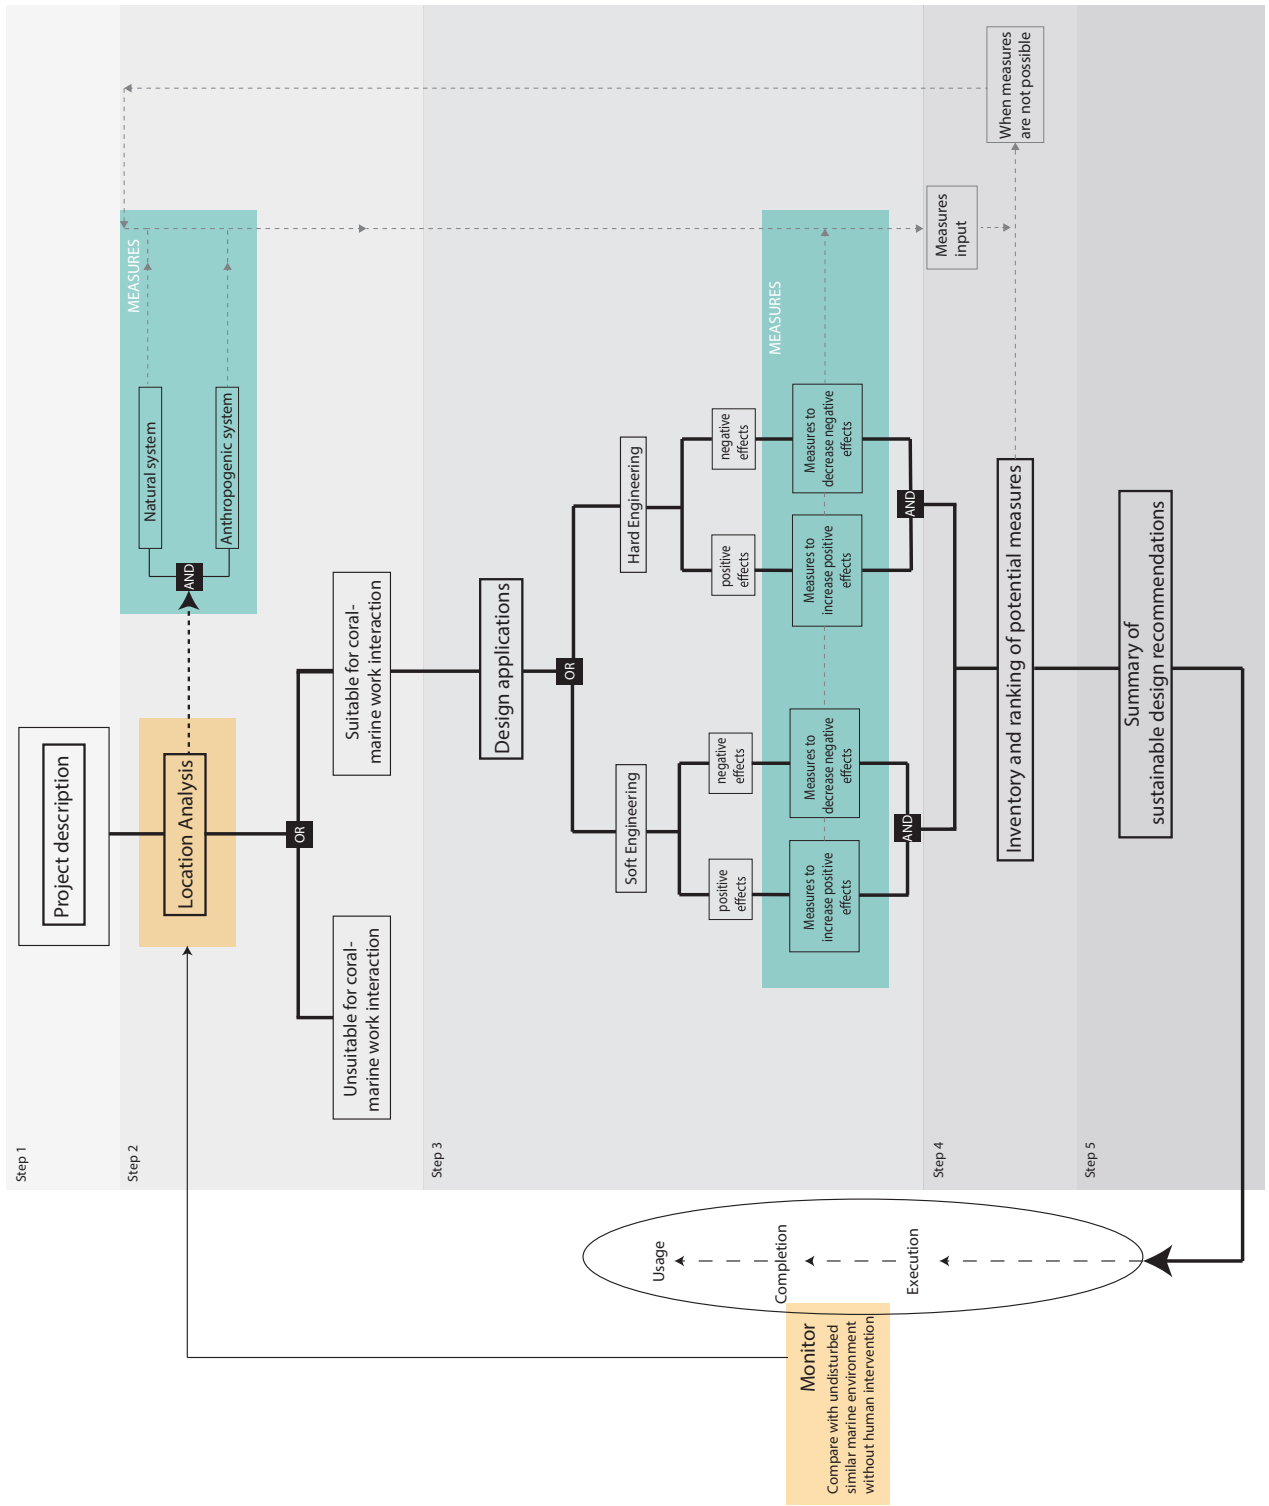 Step 1
Project description
Step 2
Location Analysis
AND
Natural system
Anthropogenic system
MEASURES
OR
Unsuitable for coral-
marine work interaction
Suitable for coral-
marine work interaction
Step 3
Design applications
OR
Soft Engineering
Hard Engineering
positive
effects
negative
effects
positive
effects
negative
effects
MEASURES
Measures to
increase positive
effects
Measures to
decrease negative
effects
Measures to
increase positive
effects
Measures to
decrease negative
effects
AND
AND
Step 4
Measures
input
Inventory and ranking of potential measures
When measures
are not possible
Step 5
Summary of
sustainable design recommendations
Usage
Completion
Execution
Monitor
Compare with undisturbed
similar marine environment
without human intervention